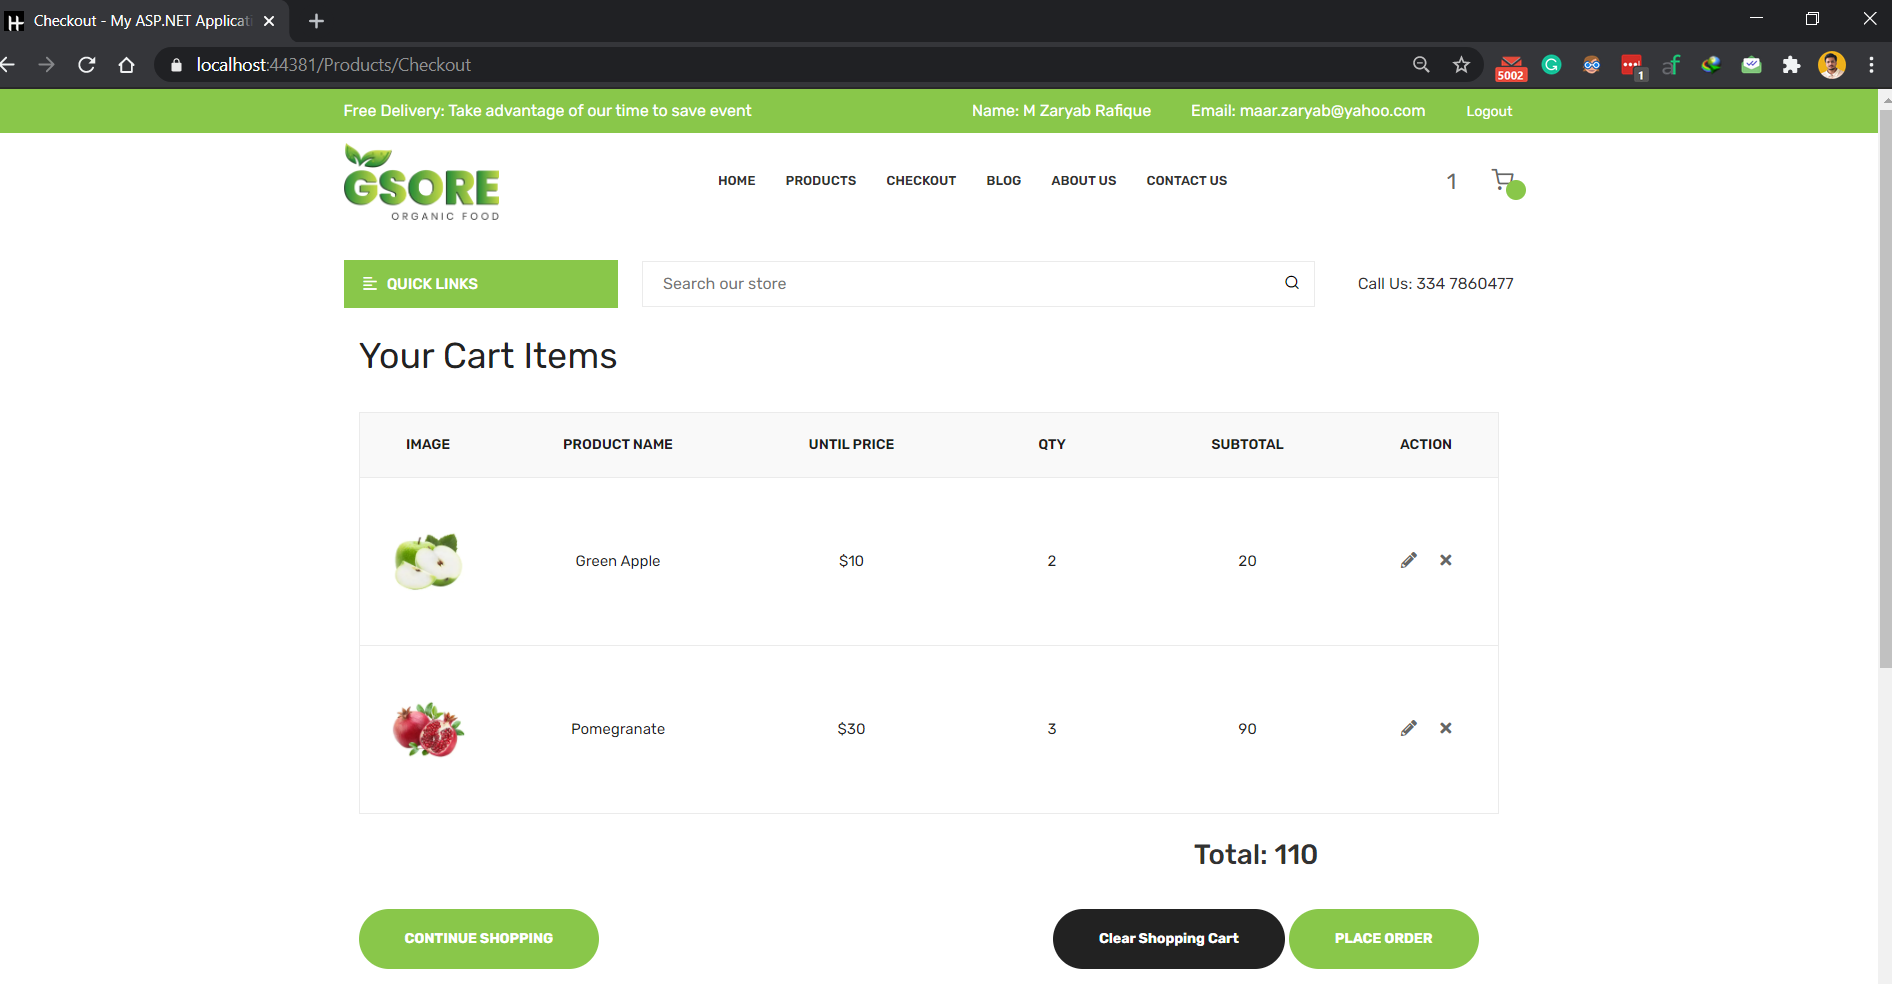 Checkout - My ASP.NET Applicati
localhost:44381/Products/Checkout
5002
1
Free Delivery: Take advantage of our time to save event
Name: M Zaryab Rafique
Email: maar.zaryab@yahoo.com
Logout
GSORE
ORGANIC FOOD
HOME
PRODUCTS
CHECKOUT
BLOG
ABOUT US
CONTACT US
1
QUICK LINKS
Search our store
Call Us: 334 7860477
Your Cart Items
IMAGE PRODUCT NAME UNTIL PRICE QTY SUBTOTAL ACTION
Green Apple $10 2 20
Pomegranate $30 3 90
Total: 110
CONTINUE SHOPPING
Clear Shopping Cart
PLACE ORDER